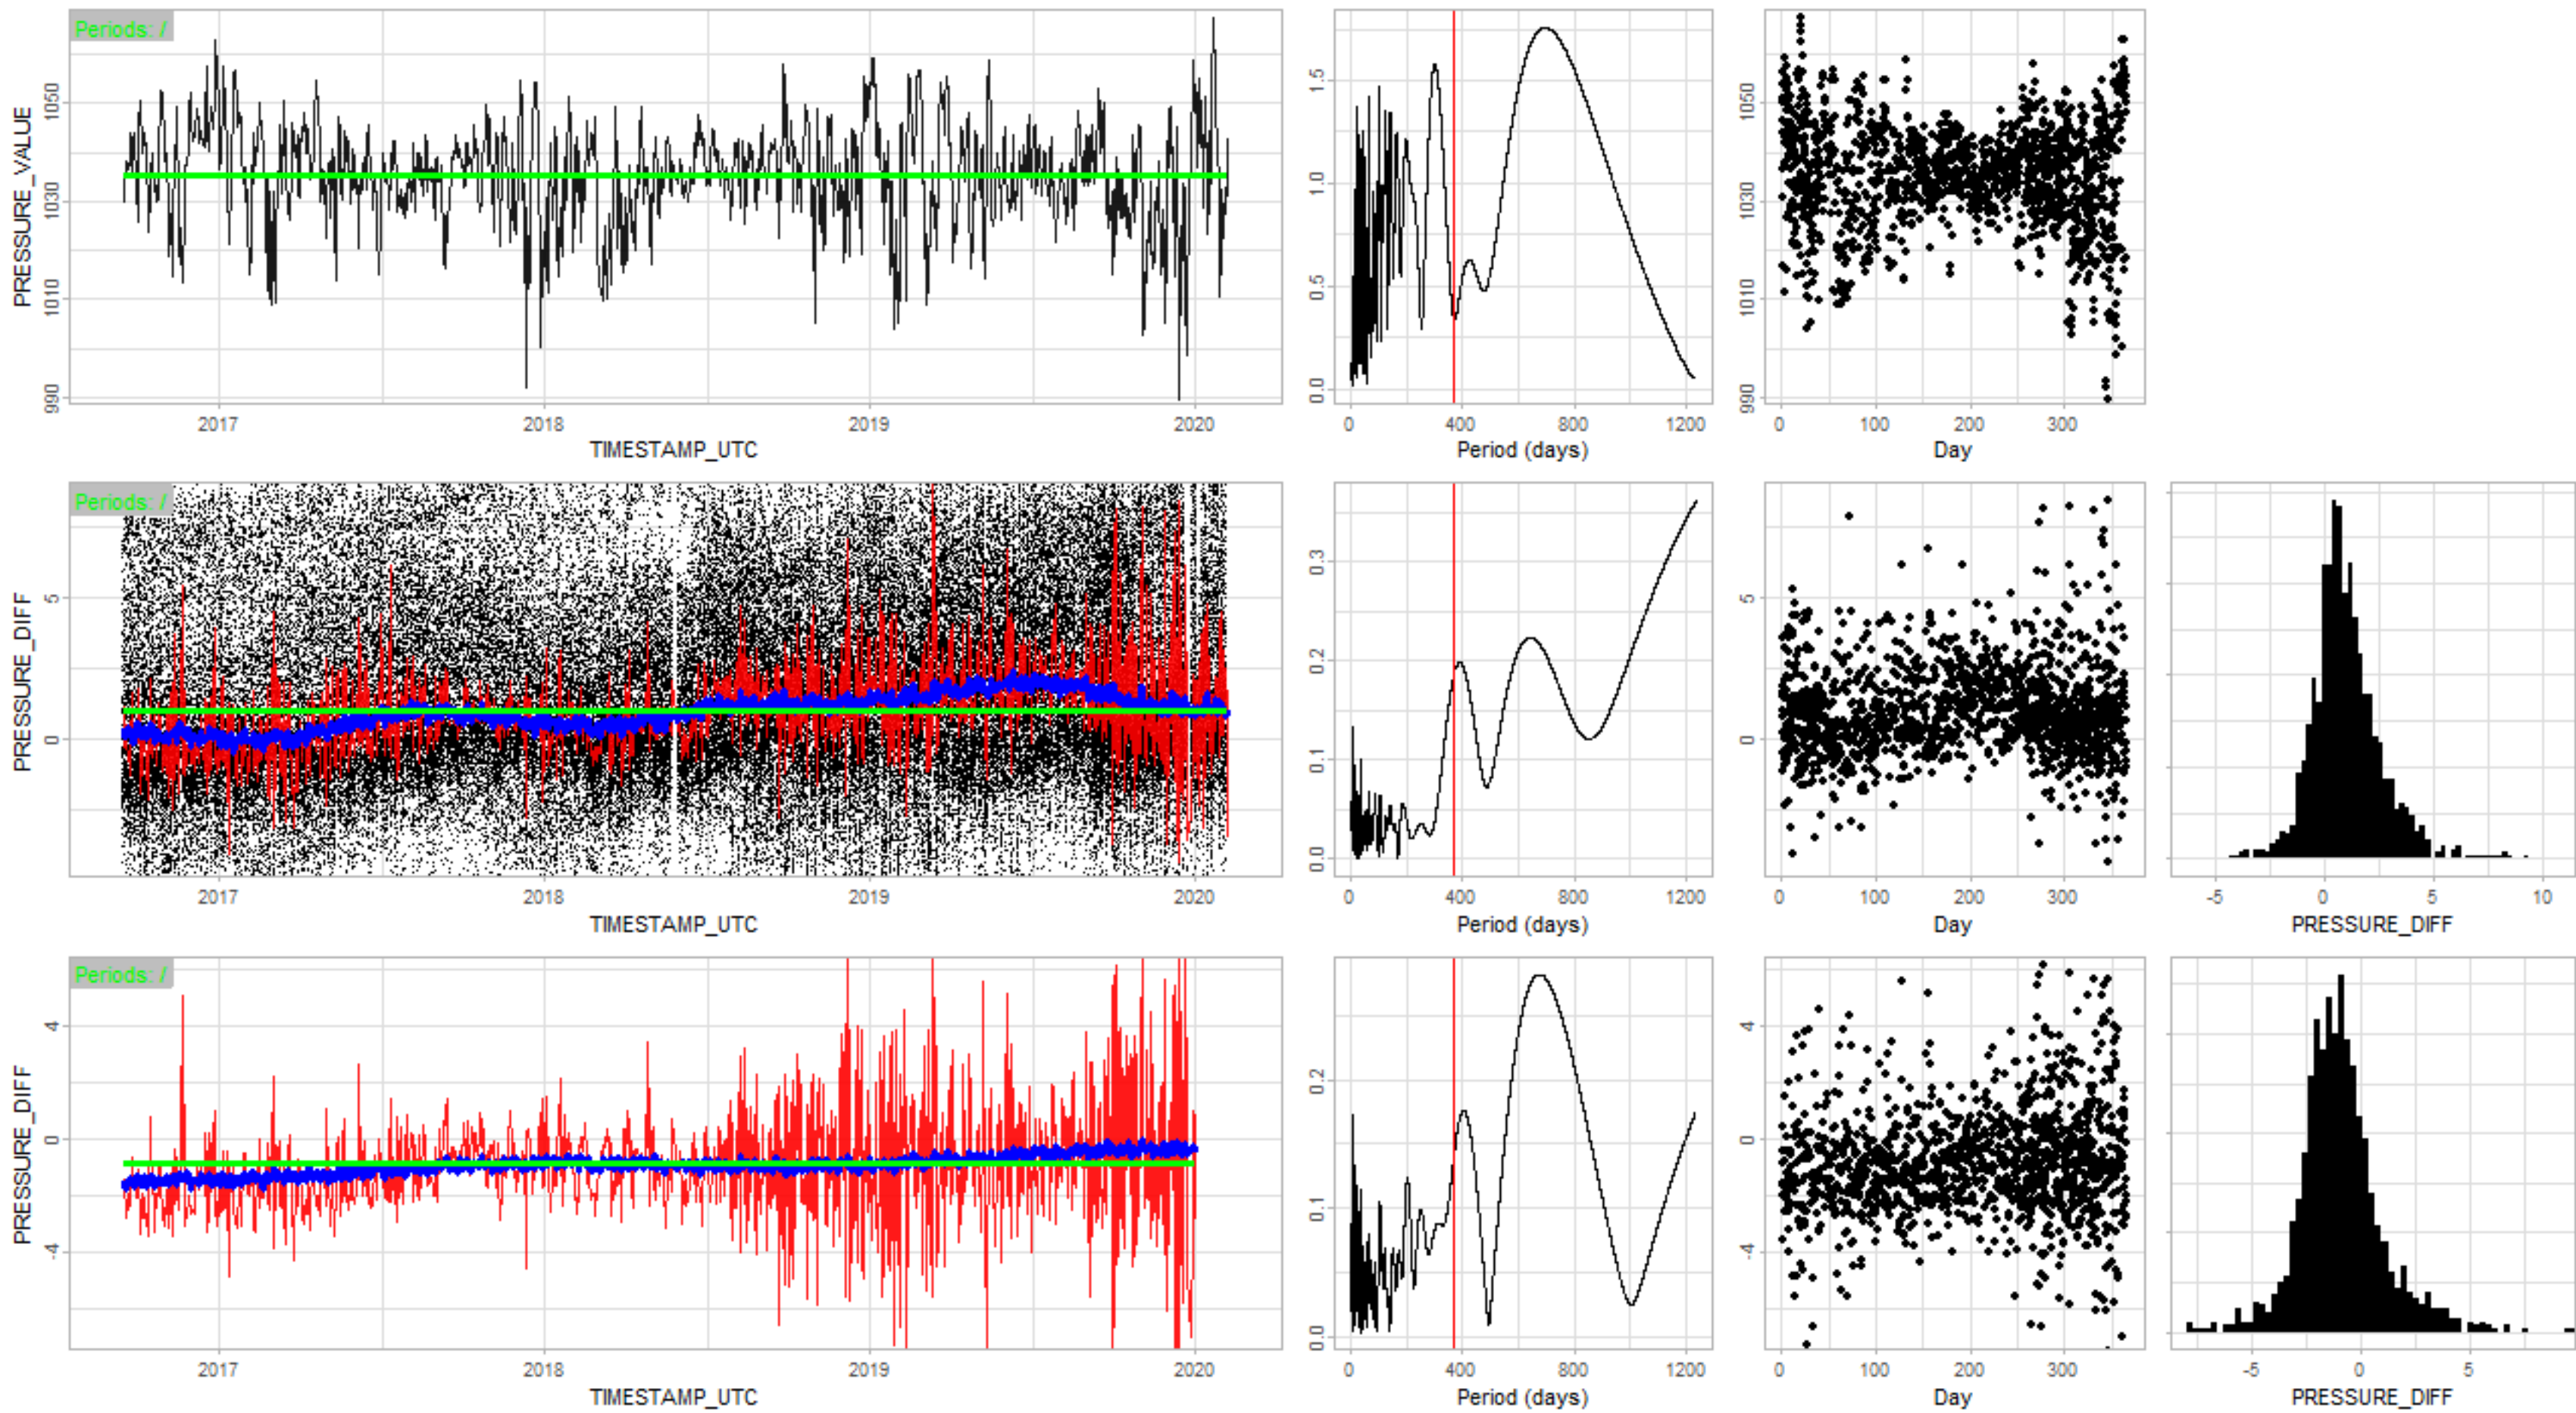 Periods: /
PRESSURE_VALUE
990 1010 1030 1050
2017 2018 2019 2020
TIMESTAMP_UTC
0.0 0.5 1.0 1.5
0 400 800 1200
Period (days)
990 1010 1030 1050
0 100 200 300
Day
Periods: /
PRESSURE_DIFF
0 5
2017 2018 2019 2020
TIMESTAMP_UTC
0.0 0.1 0.2 0.3
0 400 800 1200
Period (days)
0 5
0 100 200 300
Day
-5 0 5 10
PRESSURE_DIFF
Periods: /
PRESSURE_DIFF
-4 0 4
2017 2018 2019 2020
TIMESTAMP_UTC
0.0 0.1 0.2
0 400 800 1200
Period (days)
-4 0 4
0 100 200 300
Day
-5 0 5
PRESSURE_DIFF